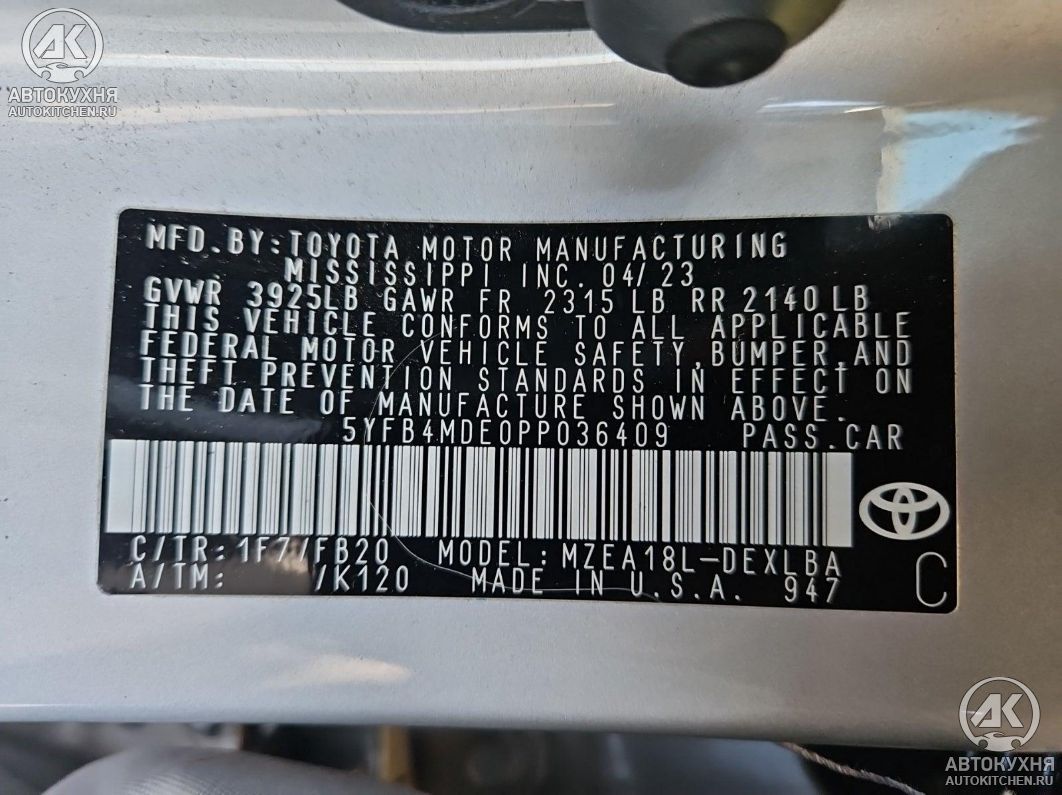 AK
АВТОКУХНЯ
AUTOKITCHEN.RU
MFD.BY:TOYOTA MOTOR MANUFACTURING
MISSISSIPPI INC. 04/23
GVWR 3925LB GAWR FR 2315 LB RR 2140 LB
THIS VEHICLE CONFORMS TO ALL APPLICABLE
FEDERAL MOTOR VEHICLE SAFETY,BUMPER,AND
THEFT PREVENTION STANDARDS IN EFFECT ON
THE DATE OF MANUFACTURE SHOWN ABOVE.
5YFB4MDE0PP036409 PASS.CAR
C/TR:1F7/FB20 MODEL:MZEA18L-DEXLBA
A/TM: /K120 MADE IN U.S.A. 947 C
AK
АВТОКУХНЯ
AUTOKITCHEN.RU